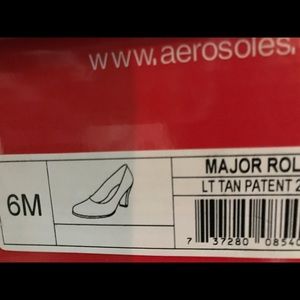 www.aerosoles.
6M
MAJOR ROL
LT TAN PATENT 2
7 37280 08540